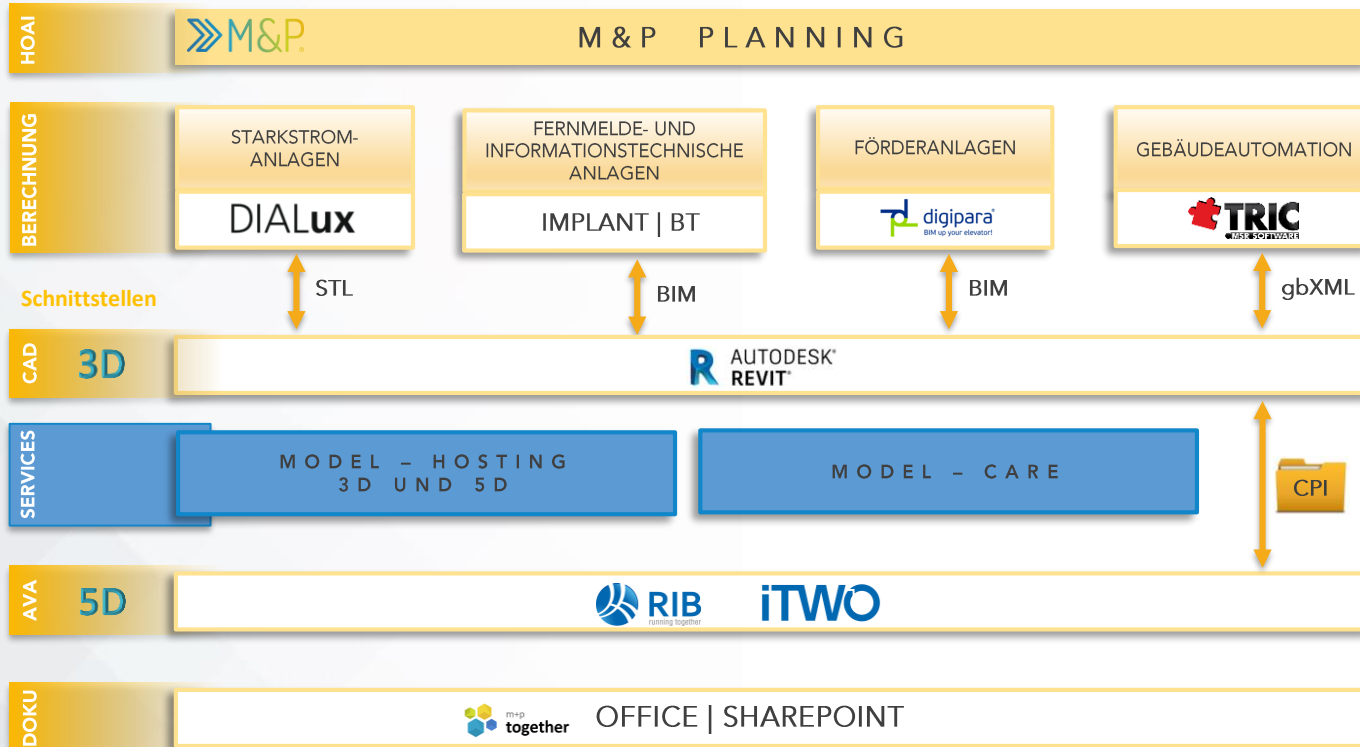 HOAI
M&P.
M&P PLANNING
BERECHNUNG
STARKSTROM-
ANLAGEN
DIALux
FERNMELDE- UND
INFORMATIONSTECHNISCHE
ANLAGEN
IMPLANT | BT
FÖRDERANLAGEN
digipara®
BIM up your elevator!
GEBÄUDEAUTOMATION
TRIC
MSR SOFTWARE
Schnittstellen
STL
BIM
BIM
gbXML
CAD
3D
AUTODESK®
REVIT®
SERVICES
MODEL – HOSTING
3D UND 5D
MODEL – CARE
CPI
AVA
5D
RIB
running together
iTWO
DOKU
m+p
together
OFFICE | SHAREPOINT